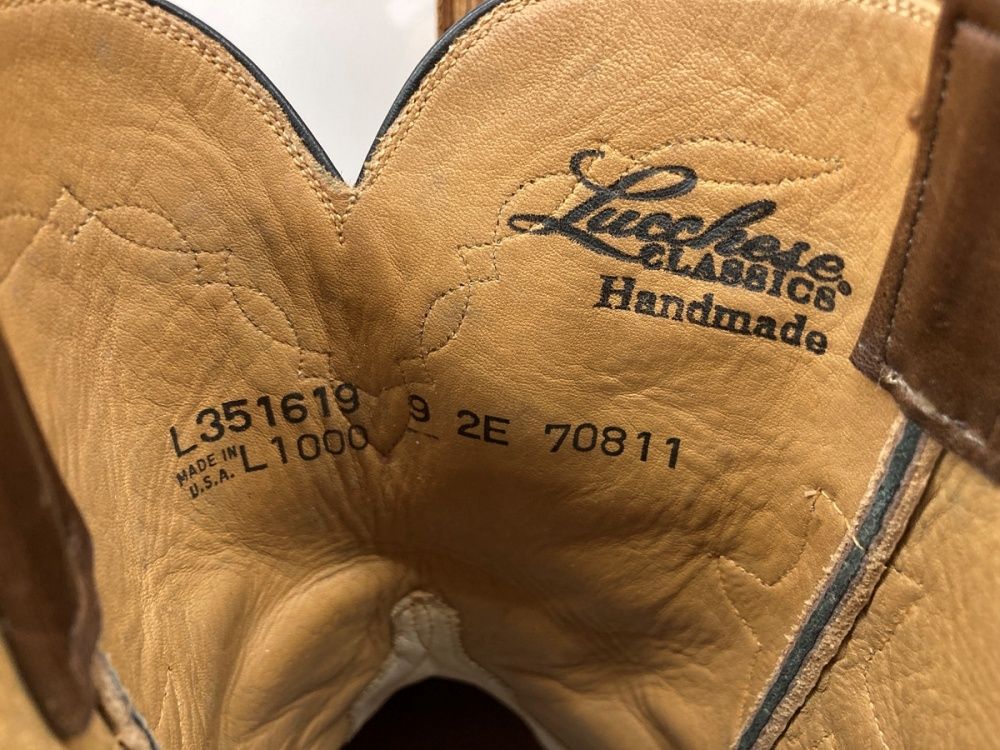 Lucchese
CLASSICS®
Handmade
L351619 9 2E 70811
MADE IN U.S.A. L1000